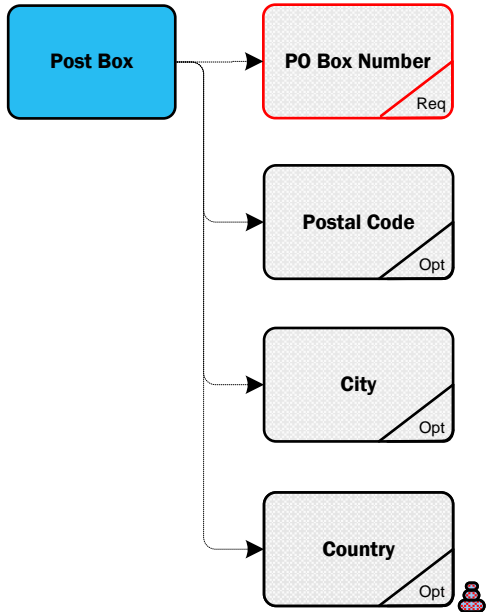 Post Box
PO Box Number
Req
Postal Code
Opt
City
Opt
Country
Opt